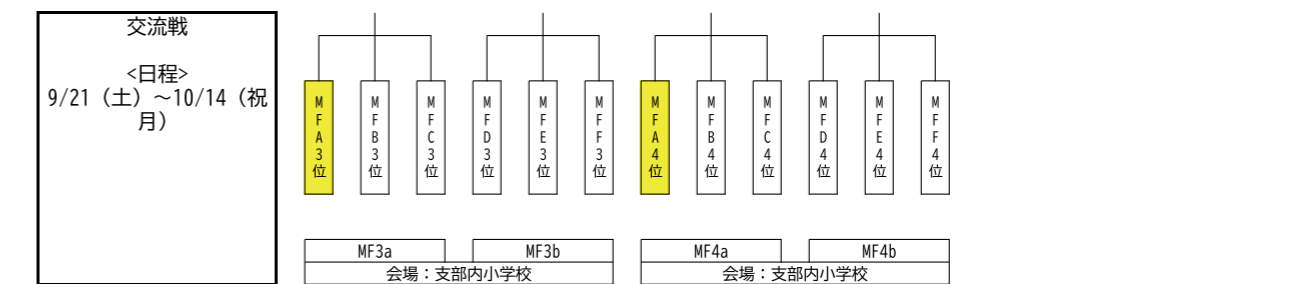 交流戦
<日程>
9/21（土）～10/14（祝
月）
MFA3位
MFB3位
MFC3位
MFD3位
MFE3位
MFF3位
MFA4位
MFB4位
MFC4位
MFD4位
MFE4位
MFF4位
MF3a
MF3b
MF4a
MF4b
会場：支部内小学校
会場：支部内小学校